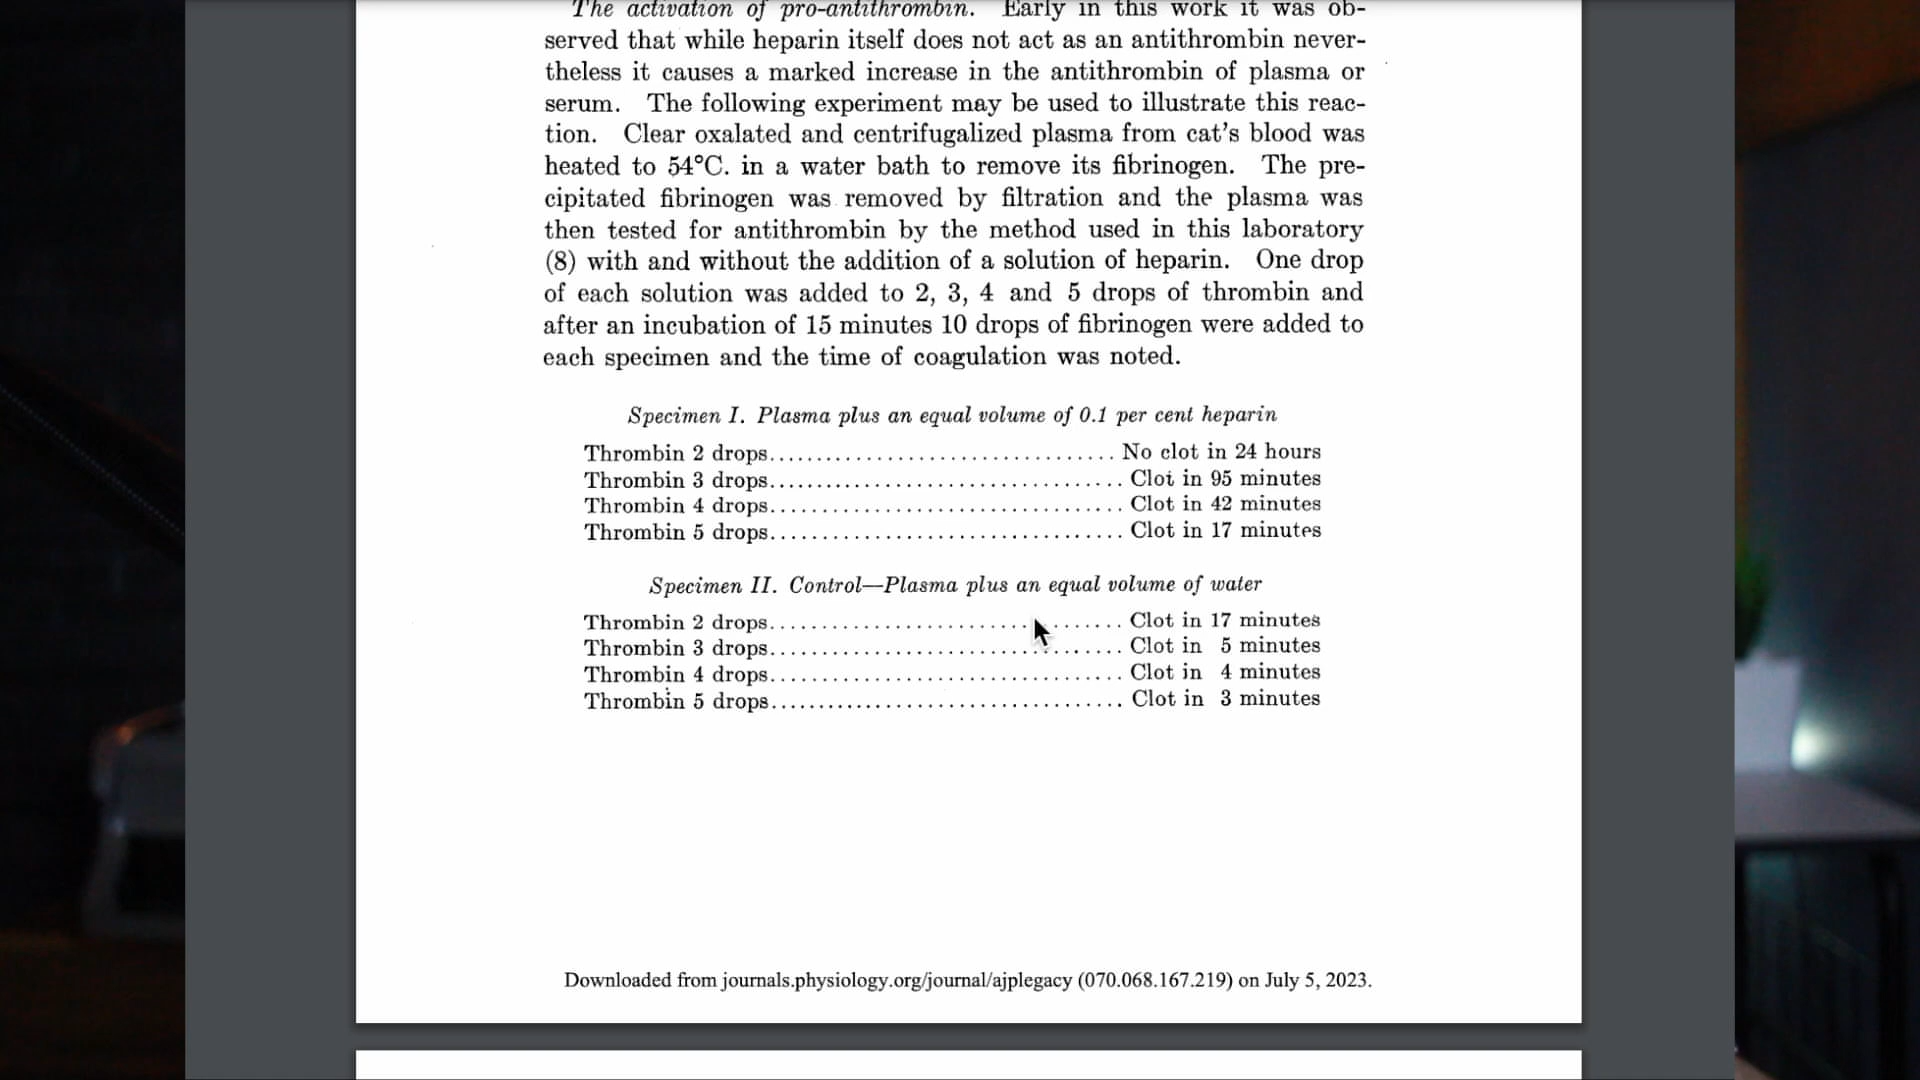 The activation of pro-antithrombin. Early in this work it was ob-
served that while heparin itself does not act as an antithrombin never-
theless it causes a marked increase in the antithrombin of plasma or
serum. The following experiment may be used to illustrate this reac-
tion. Clear oxalated and centrifugalized plasma from cat's blood was
heated to 54°C. in a water bath to remove its fibrinogen. The pre-
cipitated fibrinogen was removed by filtration and the plasma was
then tested for antithrombin by the method used in this laboratory
(8) with and without the addition of a solution of heparin. One drop
of each solution was added to 2, 3, 4 and 5 drops of thrombin and
after an incubation of 15 minutes 10 drops of fibrinogen were added to
each specimen and the time of coagulation was noted.
Specimen I. Plasma plus an equal volume of 0.1 per cent heparin
Thrombin 2 drops........................................ No clot in 24 hours
Thrombin 3 drops........................................ Clot in 95 minutes
Thrombin 4 drops........................................ Clot in 42 minutes
Thrombin 5 drops........................................ Clot in 17 minutes
Specimen II. Control—Plasma plus an equal volume of water
Thrombin 2 drops........................................ Clot in 17 minutes
Thrombin 3 drops........................................ Clot in 5 minutes
Thrombin 4 drops........................................ Clot in 4 minutes
Thrombin 5 drops........................................ Clot in 3 minutes
Downloaded from journals.physiology.org/journal/ajplegacy (070.068.167.219) on July 5, 2023.